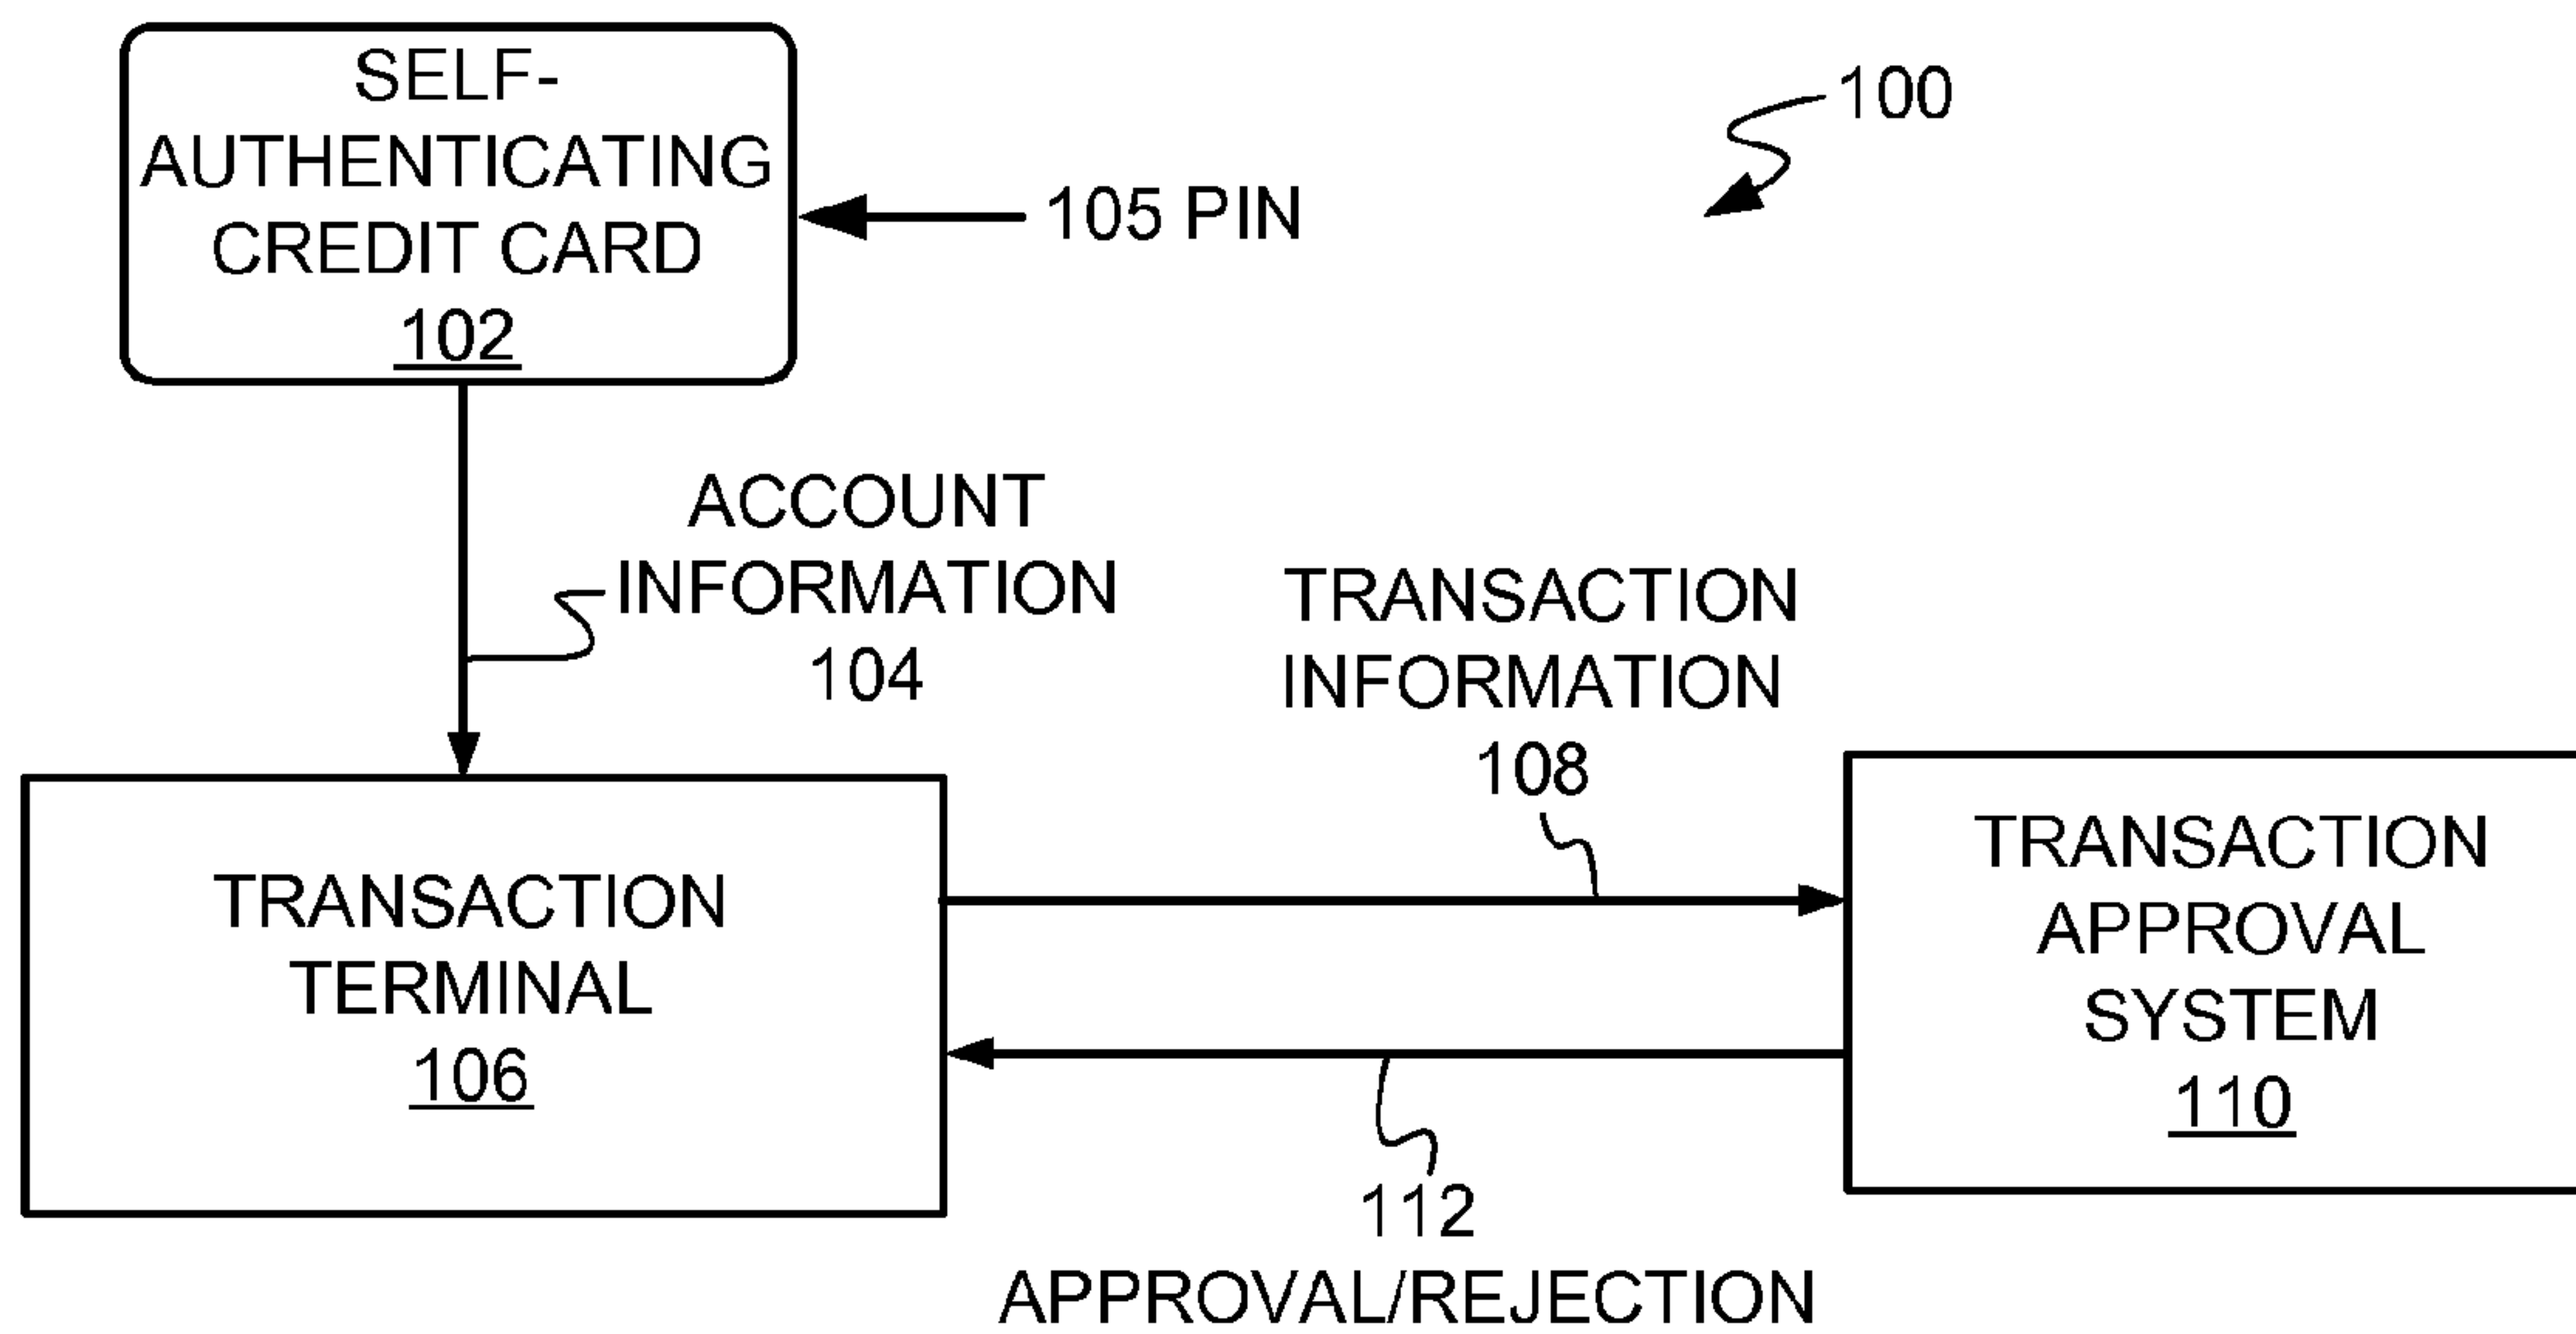 SELF-
AUTHENTICATING
CREDIT CARD
102
100
105 PIN
ACCOUNT
INFORMATION
104
TRANSACTION
INFORMATION
108
TRANSACTION
TERMINAL
106
TRANSACTION
APPROVAL
SYSTEM
110
112
APPROVAL/REJECTION